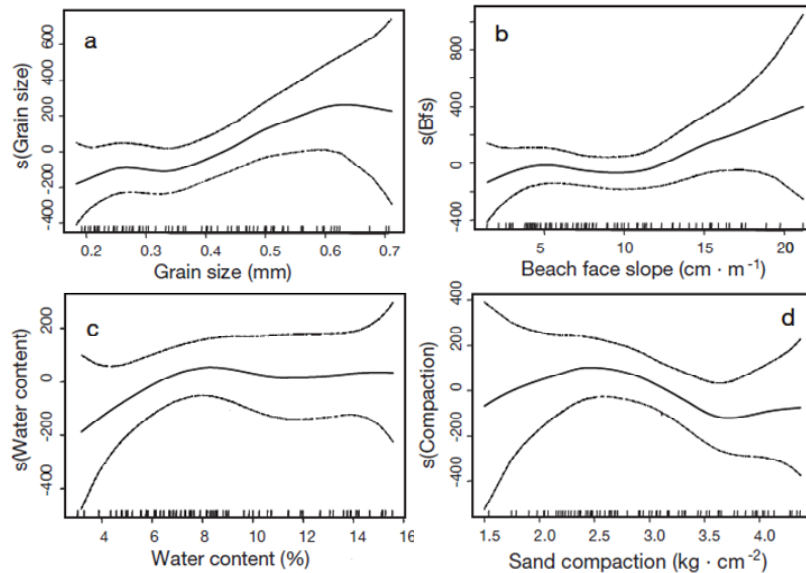 a
s(Grain size)
600
400
200
0
-200
-400
0.2 0.3 0.4 0.5 0.6 0.7
Grain size (mm)
b
s(Bfs)
800
400
0
-400
5 10 15 20
Beach face slope (cm · m⁻¹)
c
s(Water content)
200
0
-200
-400
4 6 8 10 12 14 16
Water content (%)
d
s(Compaction)
400
200
0
-200
-400
1.5 2.0 2.5 3.0 3.5 4.0
Sand compaction (kg · cm⁻²)